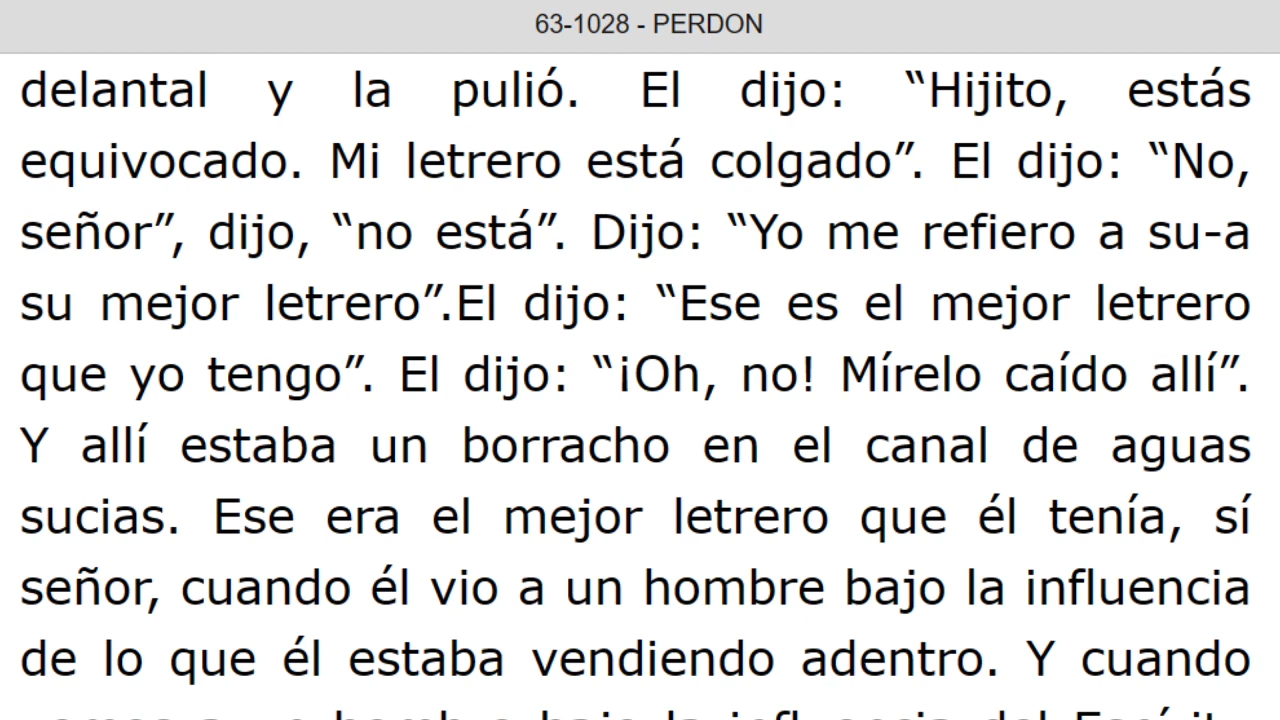 63-1028 - PERDON
delantal y la pulió. El dijo: “Hijito, estás
equivocado. Mi letrero está colgado”. El dijo: “No,
señor”, dijo, “no está”. Dijo: “Yo me refiero a su-a
su mejor letrero”.El dijo: “Ese es el mejor letrero
que yo tengo”. El dijo: “¡Oh, no! Mírelo caído allí”.
Y allí estaba un borracho en el canal de aguas
sucias. Ese era el mejor letrero que él tenía, sí
señor, cuando él vio a un hombre bajo la influencia
de lo que él estaba vendiendo adentro. Y cuando
bajo la influencia del